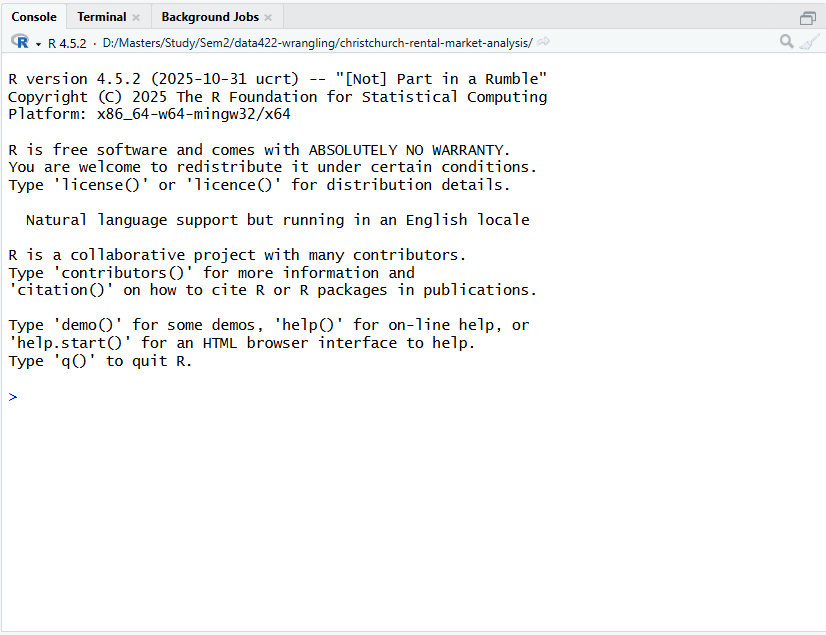 Console Terminal Background Jobs
R R 4.5.2 · D:/Masters/Study/Sem2/data422-wrangling/christchurch-rental-market-analysis/
R version 4.5.2 (2025-10-31 ucrt) -- "[Not] Part in a Rumble"
Copyright (C) 2025 The R Foundation for Statistical Computing
Platform: x86_64-w64-mingw32/x64
R is free software and comes with ABSOLUTELY NO WARRANTY.
You are welcome to redistribute it under certain conditions.
Type 'license()' or 'licence()' for distribution details.
Natural language support but running in an English locale
R is a collaborative project with many contributors.
Type 'contributors()' for more information and
'citation()' on how to cite R or R packages in publications.
Type 'demo()' for some demos, 'help()' for on-line help, or
'help.start()' for an HTML browser interface to help.
Type 'q()' to quit R.
>